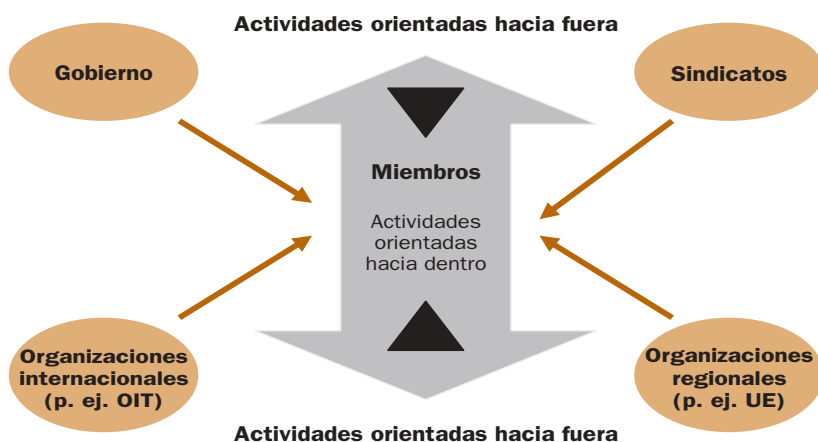 Actividades orientadas hacia fuera
Gobierno
Sindicatos
Miembros
Actividades
orientadas
hacia dentro
Organizaciones
internacionales
(p. ej. OIT)
Organizaciones
regionales
(p. ej. UE)
Actividades orientadas hacia fuera